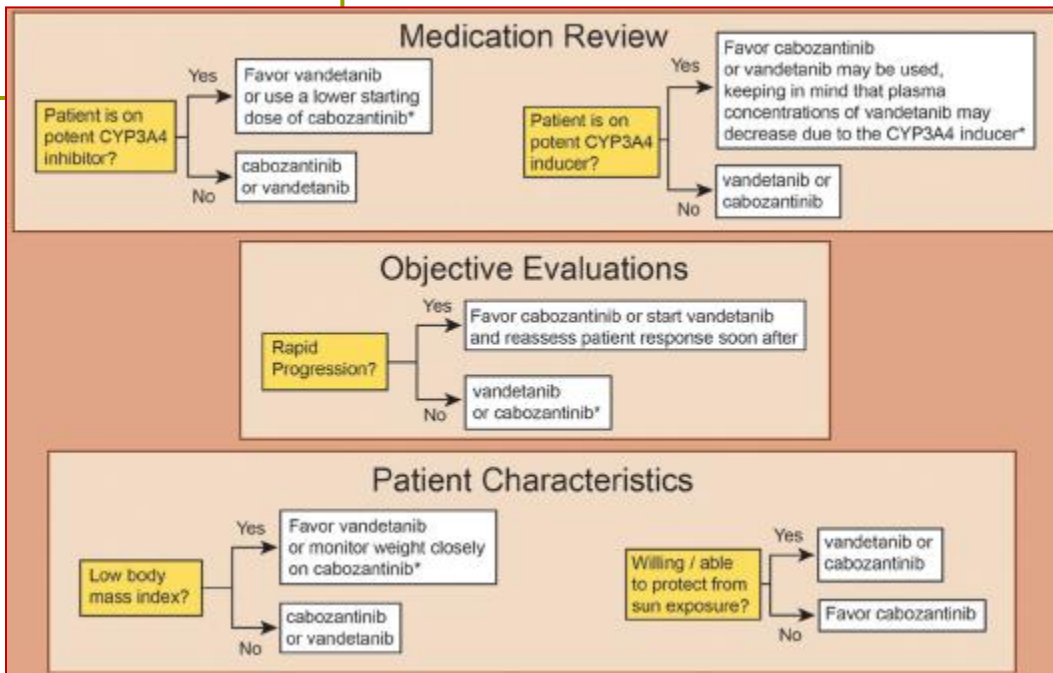 Medication Review
Patient is on
potent CYP3A4
inhibitor?
Yes
Favor vandetanib
or use a lower starting
dose of cabozantinib*
No
cabozantinib
or vandetanib
Patient is on
potent CYP3A4
inducer?
Yes
Favor cabozantinib
or vandetanib may be used,
keeping in mind that plasma
concentrations of vandetanib may
decrease due to the CYP3A4 inducer*
No
vandetanib or
cabozantinib
Objective Evaluations
Rapid
Progression?
Yes
Favor cabozantinib or start vandetanib
and reassess patient response soon after
No
vandetanib
or cabozantinib*
Patient Characteristics
Low body
mass index?
Yes
Favor vandetanib
or monitor weight closely
on cabozantinib*
No
cabozantinib
or vandetanib
Willing / able
to protect from
sun exposure?
Yes
vandetanib or
cabozantinib
No
Favor cabozantinib